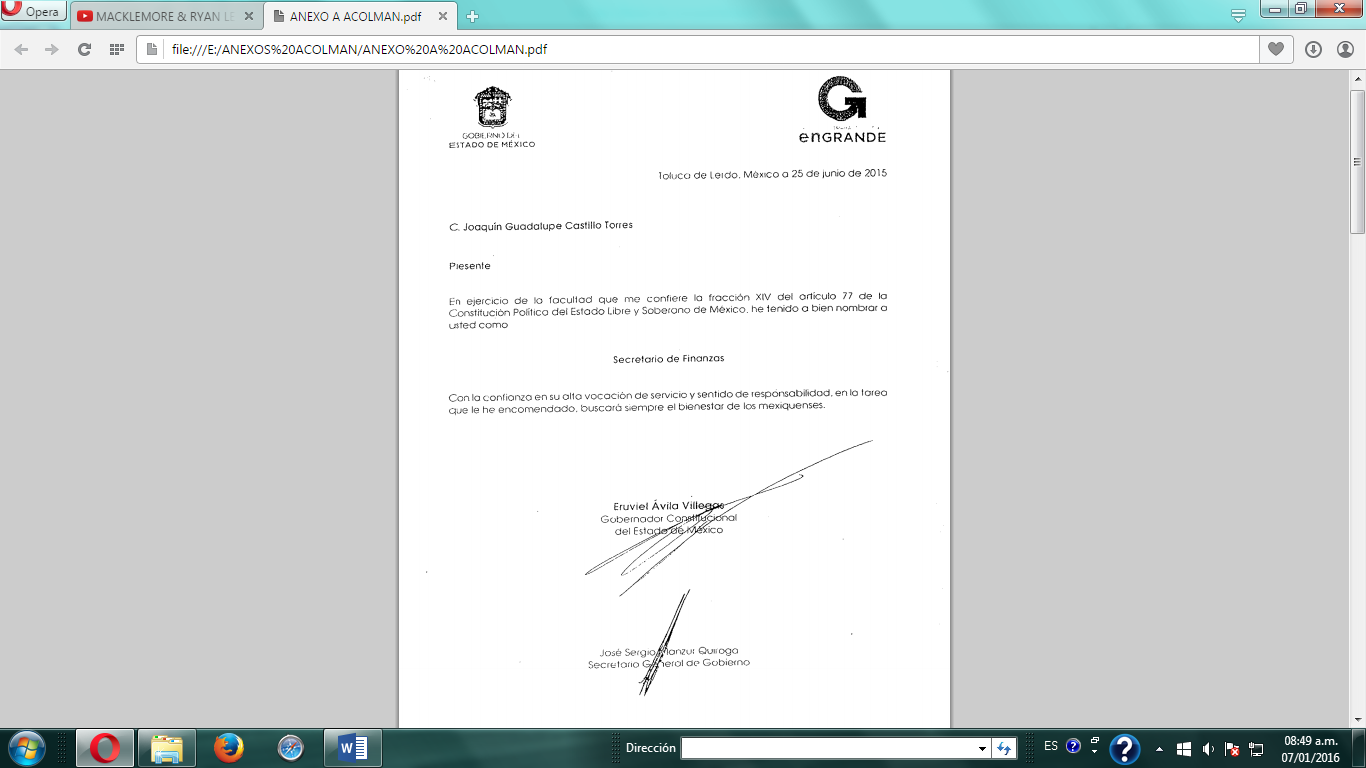 Opera
MACKLEMORE & RYAN LE
ANEXO A ACOLMAN.pdf
file:///E:/ANEXOS%20ACOLMAN/ANEXO%20A%20ACOLMAN.pdf
GOBIERNO DEL
ESTADO DE MÉXICO
enGRANDE
Toluca de Lerdo, México a 25 de junio de 2015
C. Joaquín Guadalupe Castillo Torres
Presente
En ejercicio de la facultad que me confiere la fracción XIV del artículo 77 de la
Constitución Política del Estado Libre y Soberano de México, he tenido a bien nombrar a
usted como
Secretario de Finanzas
Con la confianza en su alta vocación de servicio y sentido de responsabilidad, en la tarea
que le he encomendado, buscará siempre el bienestar de los mexiquenses.
Eruviel Ávila Villegas
Gobernador Constitucional
del Estado de México
José Sergio Manzur Quiroga
Secretario General de Gobierno
Dirección
ES
08:49 a.m.
07/01/2016